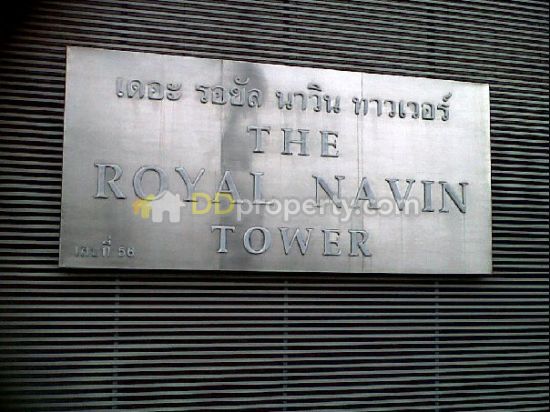 เดอะ รอยัล นาวิน ทาวเวอร์
THE
ROYAL NAVIN
DDproperty.com
TOWER
เลขที่ 56